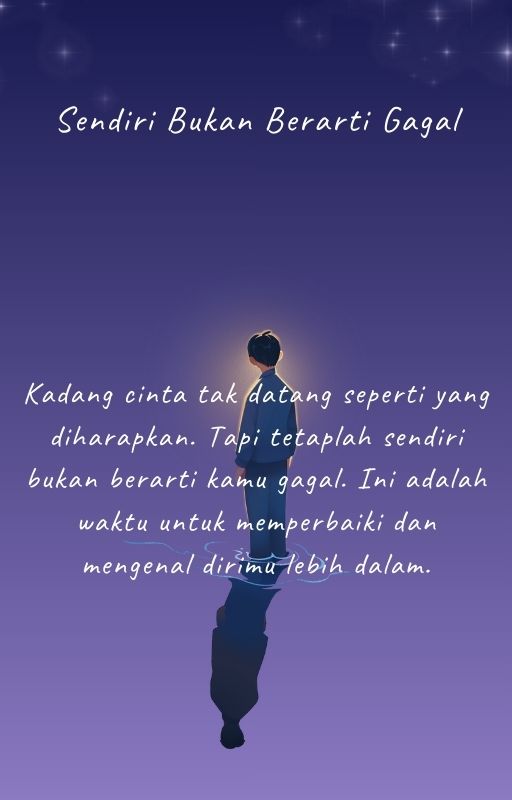 Sendiri Bukan Berarti Gagal
Kadang cinta tak datang seperti yang
diharapkan. Tapi tetaplah sendiri
bukan berarti kamu gagal. Ini adalah
waktu untuk memperbaiki dan
mengenal dirimu lebih dalam.